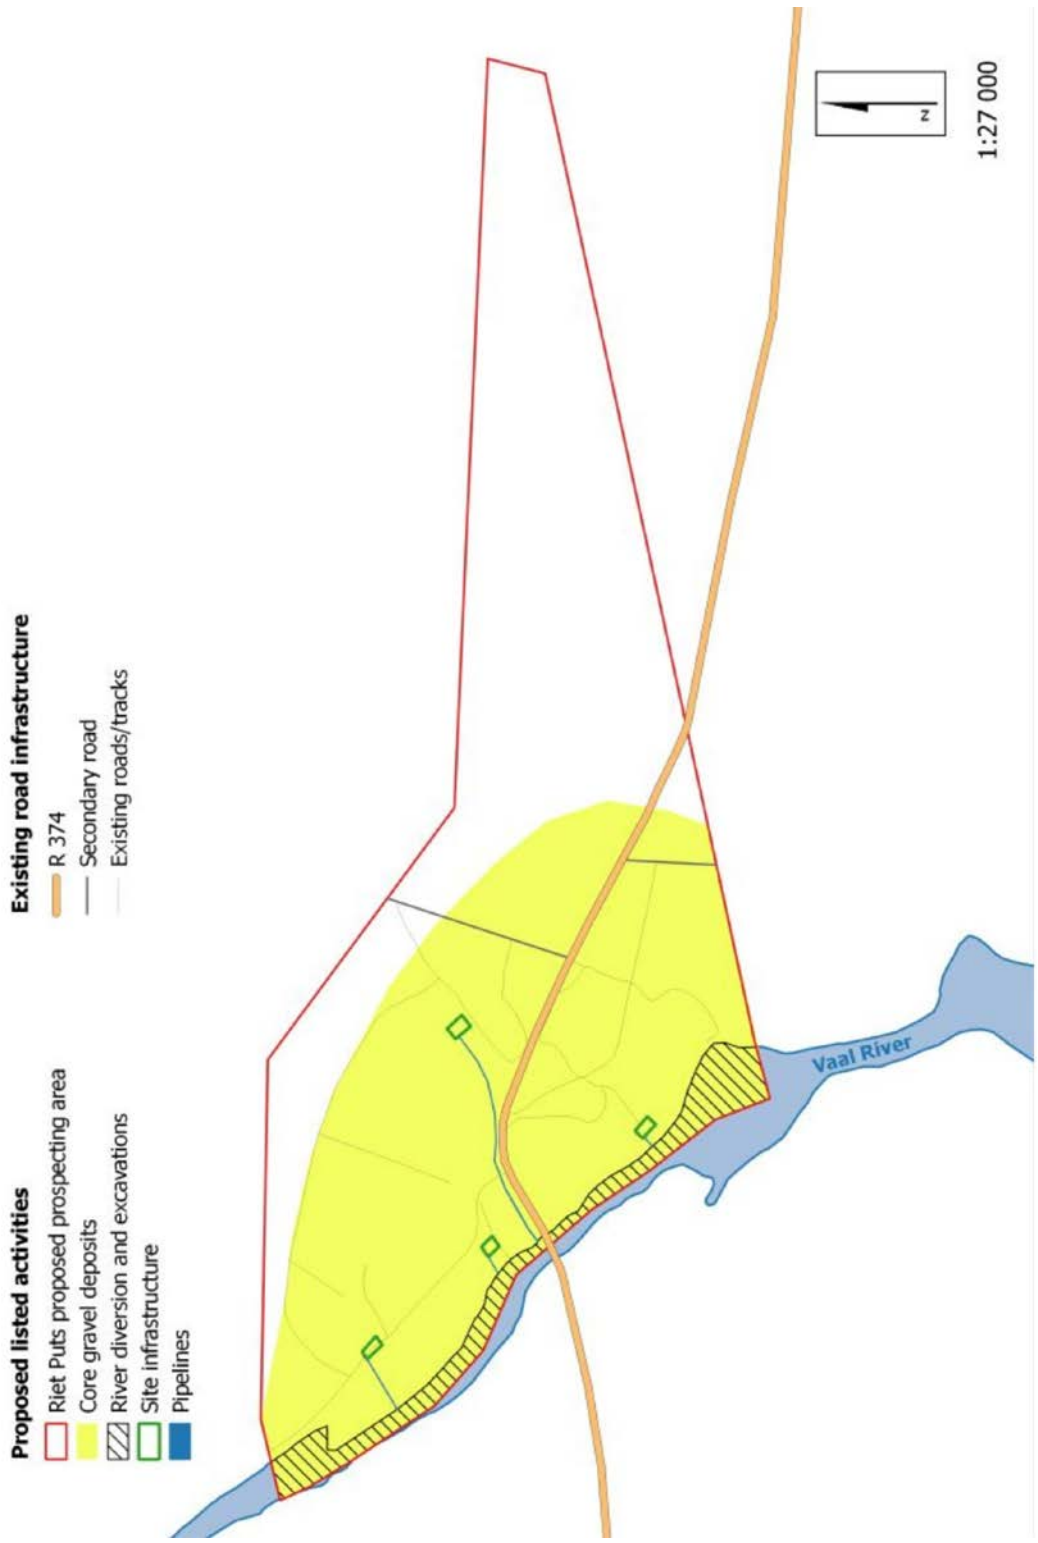 Proposed listed activities
Riet Puts proposed prospecting area
Core gravel deposits
River diversion and excavations
Site infrastructure
Pipelines
Existing road infrastructure
R 374
Secondary road
Existing roads/tracks
Vaal River
N
1:27 000